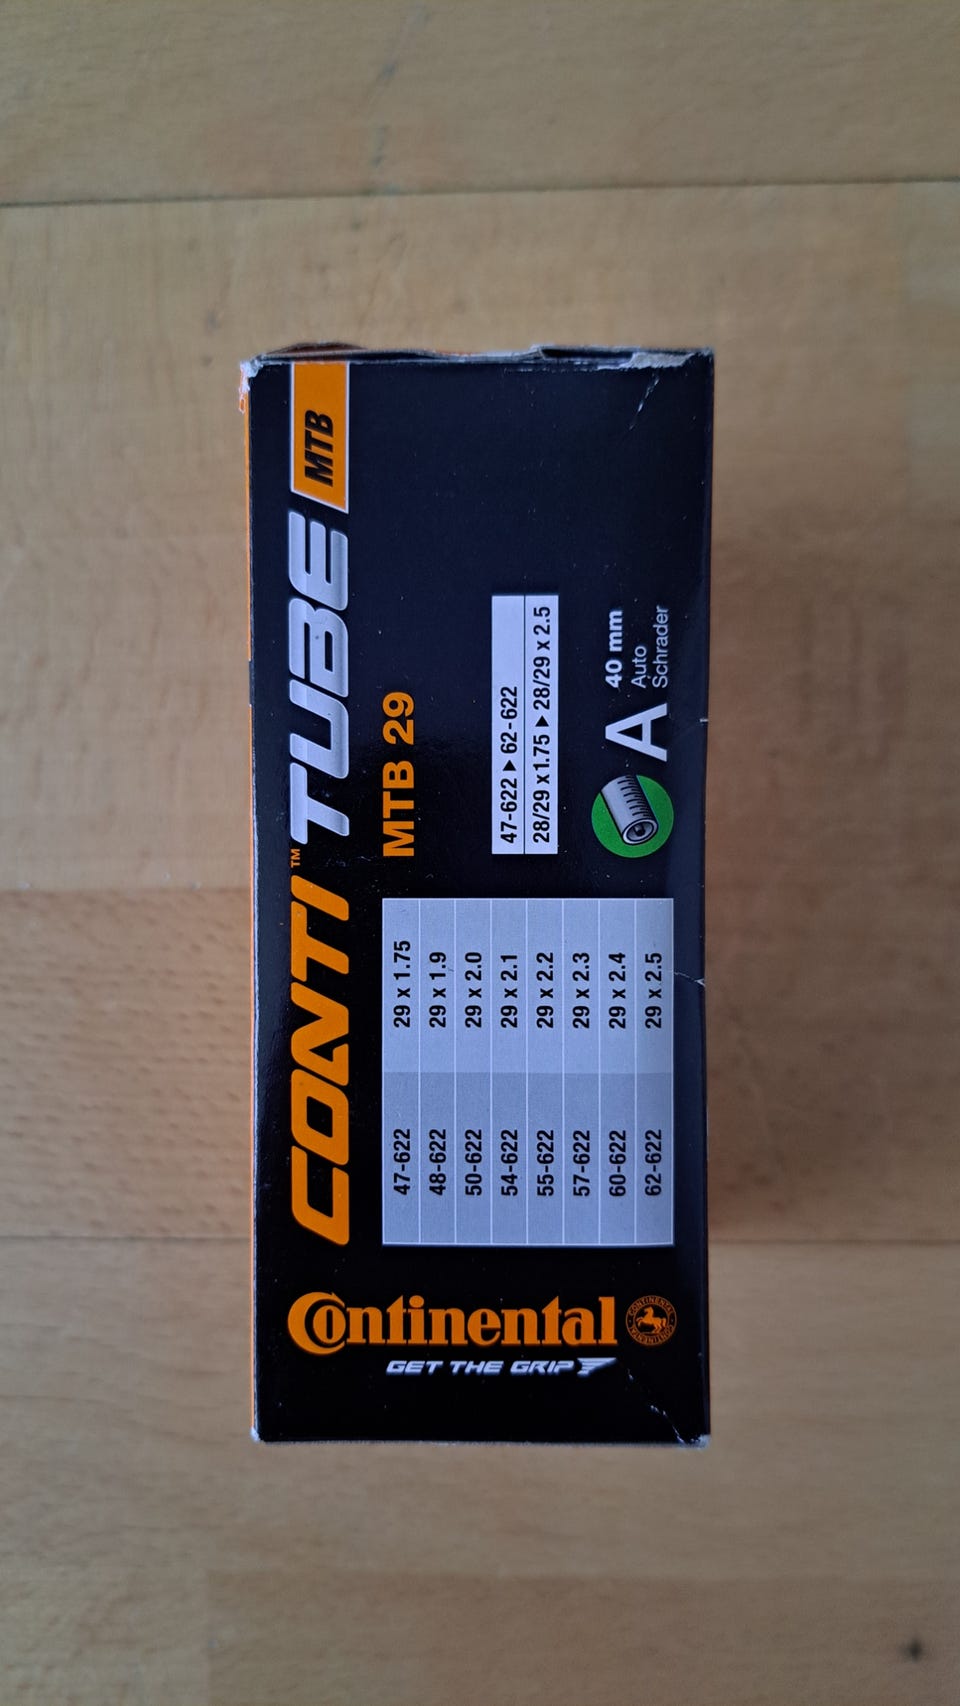 CONTI™ TUBE MTB
MTB 29
47-622 29 x 1.75
48-622 29 x 1.9
50-622 29 x 2.0
54-622 29 x 2.1
55-622 29 x 2.2
57-622 29 x 2.3
60-622 29 x 2.4
62-622 29 x 2.5
47-622 ▶ 62-622
28/29 x 1.75 ▶ 28/29 x 2.5
A
40 mm
Auto
Schrader
Continental
GET THE GRIP
CONTINENTAL
CONTINENTAL